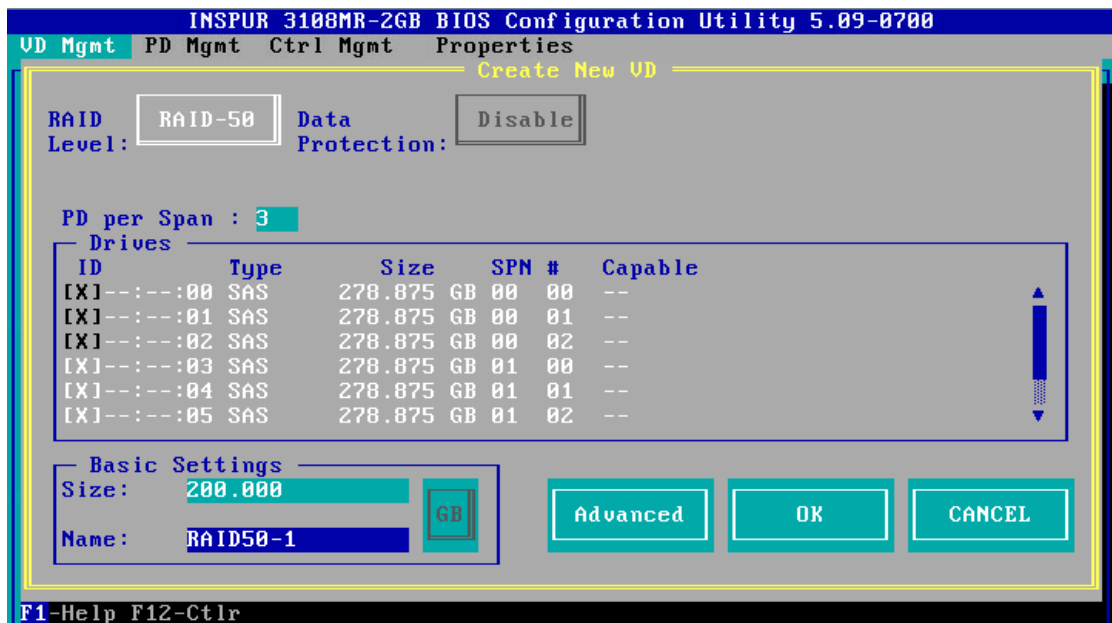 INSPUR 3108MR-2GB BIOS Configuration Utility 5.09-0700
VD Mgmt PD Mgmt Ctrl Mgmt Properties
Create New VD
RAID Level: RAID-50 Data Protection: Disable
PD per Span : 3
Drives
ID Type Size SPN # Capable
[X]--:--:00 SAS 278.875 GB 00 00 --
[X]--:--:01 SAS 278.875 GB 00 01 --
[X]--:--:02 SAS 278.875 GB 00 02 --
[X]--:--:03 SAS 278.875 GB 01 00 --
[X]--:--:04 SAS 278.875 GB 01 01 --
[X]--:--:05 SAS 278.875 GB 01 02 --
Basic Settings
Size: 200.000 GB
Name: RAID50-1
Advanced OK CANCEL
F1-Help F12-Ctlr